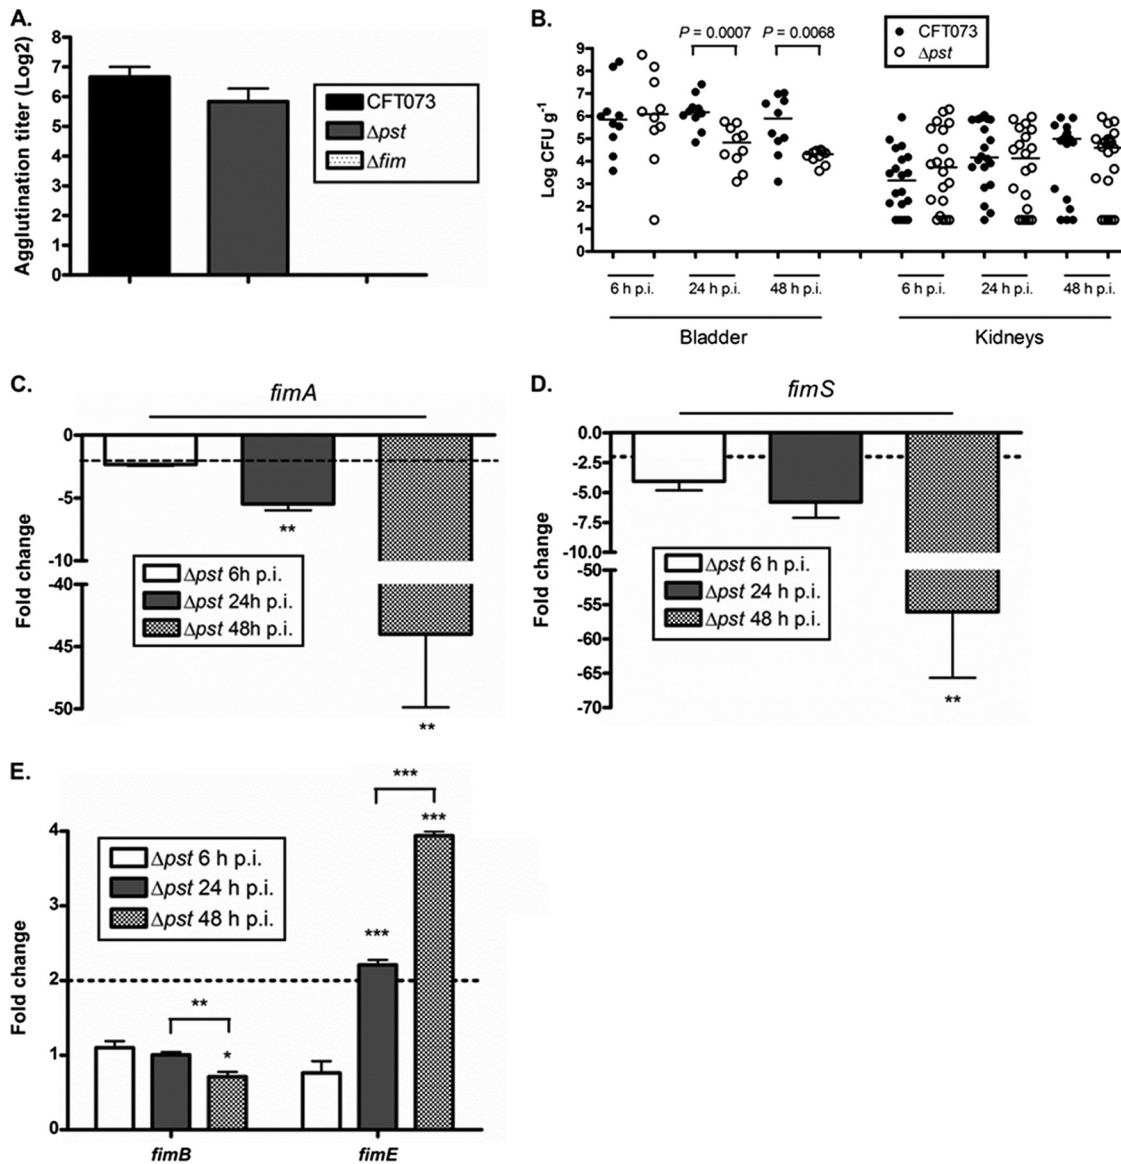 A.
Agglutination titer (Log2)
8
7
6
5
4
3
2
1
0
CFT073
Δpst
Δfim
B.
Log CFU g-1
9
8
7
6
5
4
3
2
1
0
P = 0.0007
P = 0.0068
CFT073
Δpst
6 h p.i.
24 h p.i.
48 h p.i.
6 h p.i.
24 h p.i.
48 h p.i.
Bladder
Kidneys
C.
fimA
Fold change
0
-5
-10
-40
-45
-50
**
**
Δpst 6h p.i.
Δpst 24h p.i.
Δpst 48h p.i.
D.
fimS
Fold change
0.0
-2.5
-5.0
-7.5
-10.0
-50
-55
-60
-65
-70
**
Δpst 6 h p.i.
Δpst 24 h p.i.
Δpst 48 h p.i.
E.
Fold change
4
3
2
1
0
Δpst 6 h p.i.
Δpst 24 h p.i.
Δpst 48 h p.i.
**
*
***
***
***
fimB
fimE